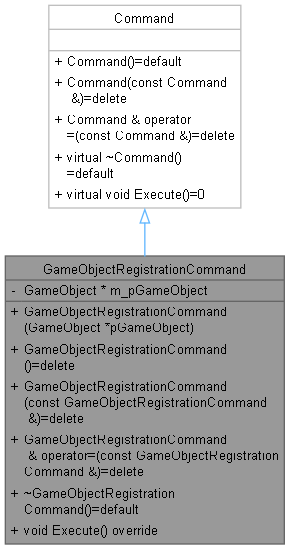 Command
+ Command()=default
+ Command(const Command
&)=delete
+ Command & operator
=(const Command &)=delete
+ virtual ~Command()
=default
+ virtual void Execute()=0
GameObjectRegistrationCommand
- GameObject * m_pGameObject
+ GameObjectRegistrationCommand
(GameObject *pGameObject)
+ GameObjectRegistrationCommand
()=delete
+ GameObjectRegistrationCommand
(const GameObjectRegistrationCommand
&)=delete
+ GameObjectRegistrationCommand
& operator=(const GameObjectRegistration
Command &)=delete
+ ~GameObjectRegistration
Command()=default
+ void Execute() override